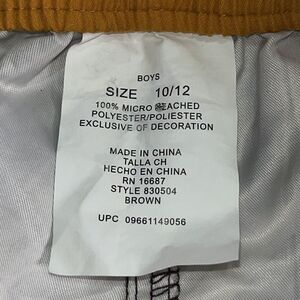 BOYS
SIZE 10/12
100% MICRO
POLYESTER/POLIESTER
EXCLUSIVE OF DECORATION
MADE IN CHINA
TALLA CH
HECHO EN CHINA
RN 16687
STYLE 830504
BROWN
UPC 09661149056